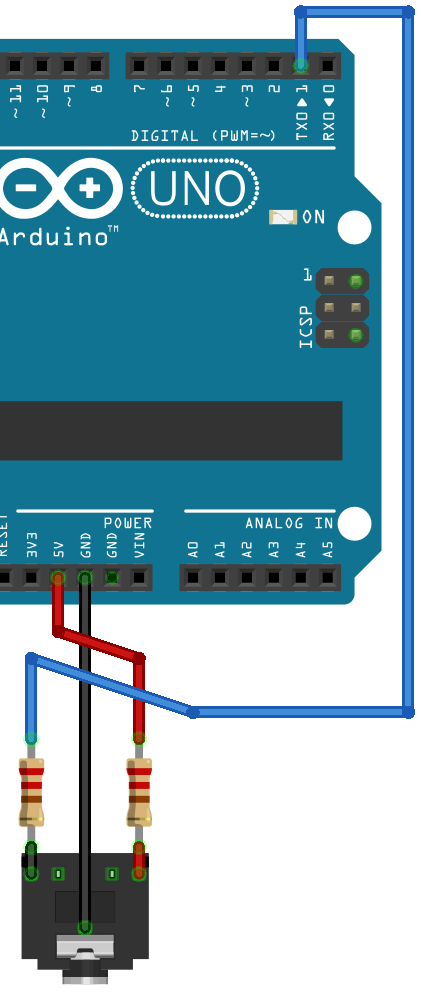 ~11
~10
~9
8
7
~6
~5
4
~3
2
TX0▶1
RX0◀0
DIGITAL (PWM=~)
UNO
Arduino™
ON
1
ICSP
RESET
3V3
5V
GND
GND
VIN
POWER
ANALOG IN
A0
A1
A2
A3
A4
A5